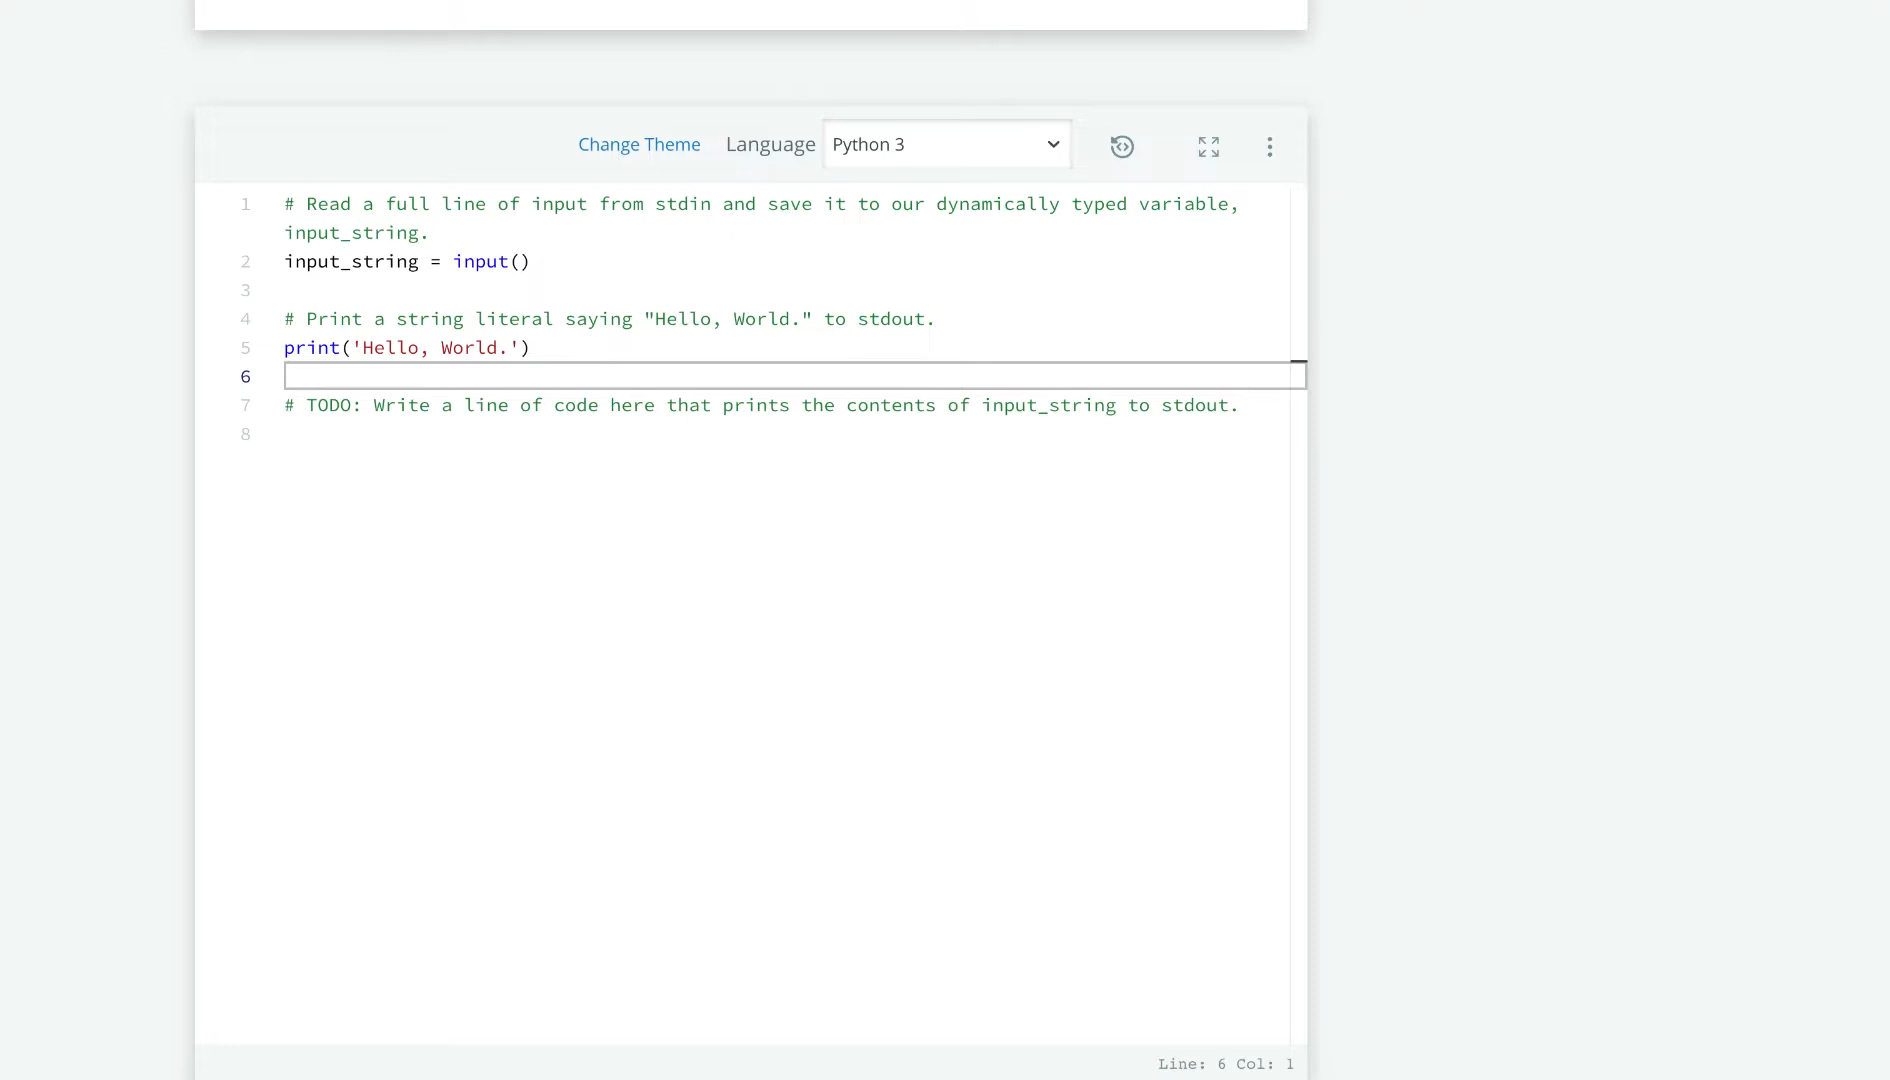 Change Theme Language Python 3
1 # Read a full line of input from stdin and save it to our dynamically typed variable,
input_string.
2 input_string = input()
3
4 # Print a string literal saying "Hello, World." to stdout.
5 print('Hello, World.')
6
7 # TODO: Write a line of code here that prints the contents of input_string to stdout.
8
Line: 6 Col: 1